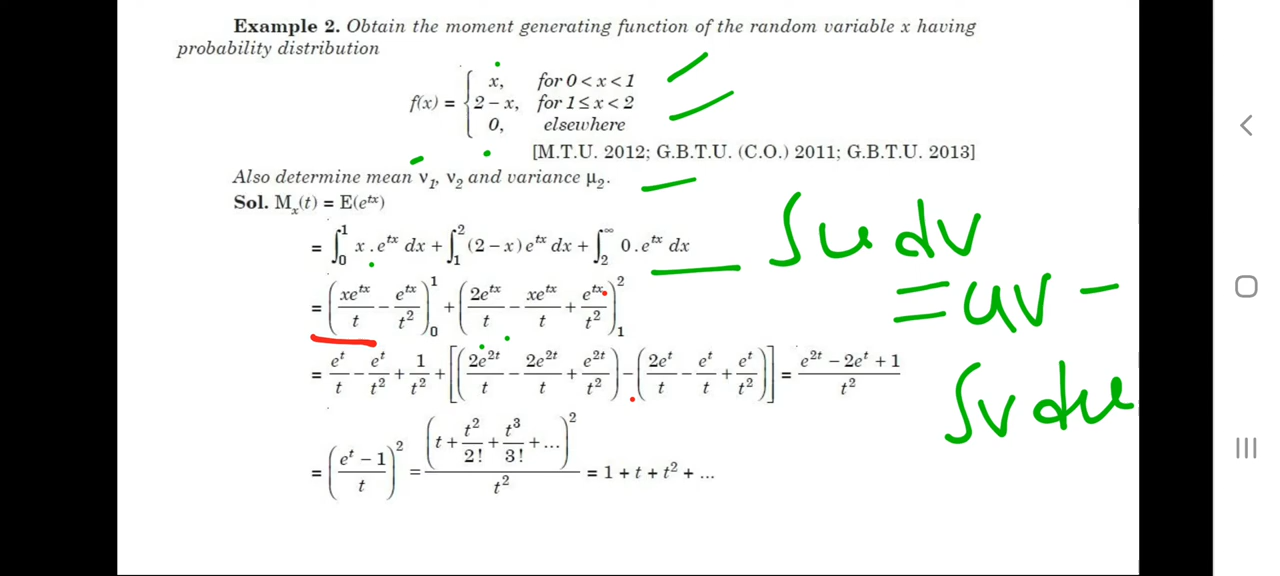 Example 2. Obtain the moment generating function of the random variable x having
probability distribution
f(x) = { x, for 0 < x < 1
2 − x, for 1 ≤ x < 2
0, elsewhere
[M.T.U. 2012; G.B.T.U. (C.O.) 2011; G.B.T.U. 2013]
Also determine mean ν₁, ν₂ and variance μ₂.
Sol. Mₓ(t) = E(e^{tx})
= ∫₀¹ x . e^{tx} dx + ∫₁² (2 − x) e^{tx} dx + ∫₂^∞ 0 . e^{tx} dx
= (xe^{tx}/t − e^{tx}/t²)₀¹ + (2e^{tx}/t − xe^{tx}/t + e^{tx}/t²)₁²
= e^t/t − e^t/t² + 1/t² + [(2e^{2t}/t − 2e^{2t}/t + e^{2t}/t²) − (2e^t/t − e^t/t + e^t/t²)] = (e^{2t} − 2e^t + 1)/t²
= ((e^t − 1)/t)² = (t + t²/2! + t³/3! + ...)²/t² = 1 + t + t² + ...
∫u dv
= uv −
∫v du